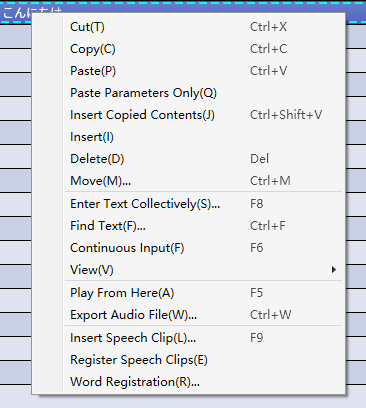 こんにちは
Cut(T) Ctrl+X
Copy(C) Ctrl+C
Paste(P) Ctrl+V
Paste Parameters Only(Q)
Insert Copied Contents(J) Ctrl+Shift+V
Insert(I)
Delete(D) Del
Move(M)... Ctrl+M
Enter Text Collectively(S)... F8
Find Text(F)... Ctrl+F
Continuous Input(F) F6
View(V)
Play From Here(A) F5
Export Audio File(W)... Ctrl+W
Insert Speech Clip(L)... F9
Register Speech Clips(E)
Word Registration(R)...